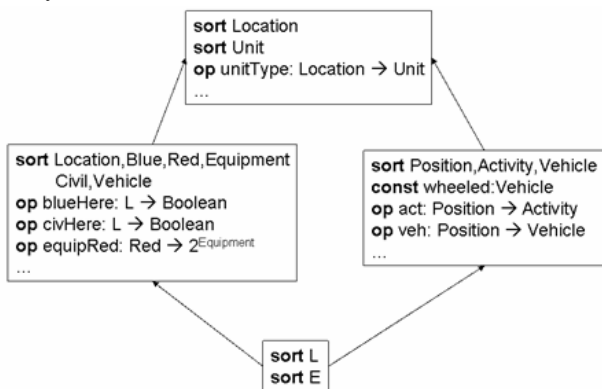 sort Location
sort Unit
op unitType: Location → Unit
...
sort Location,Blue,Red,Equipment
Civil,Vehicle
op blueHere: L → Boolean
op civHere: L → Boolean
op equipRed: Red → 2^Equipment
...
sort Position,Activity,Vehicle
const wheeled:Vehicle
op act: Position → Activity
op veh: Position → Vehicle
...
sort L
sort E